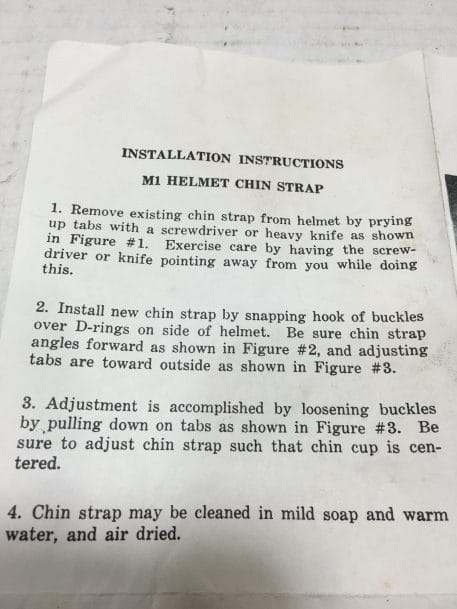 INSTALLATION INSTRUCTIONS
M1 HELMET CHIN STRAP
1. Remove existing chin strap from helmet by prying
up tabs with a screwdriver or heavy knife as shown
in Figure #1. Exercise care by having the screw-
driver or knife pointing away from you while doing
this.
2. Install new chin strap by snapping hook of buckles
over D-rings on side of helmet. Be sure chin strap
angles forward as shown in Figure #2, and adjusting
tabs are toward outside as shown in Figure #3.
3. Adjustment is accomplished by loosening buckles
by pulling down on tabs as shown in Figure #3. Be
sure to adjust chin strap such that chin cup is cen-
tered.
4. Chin strap may be cleaned in mild soap and warm
water, and air dried.